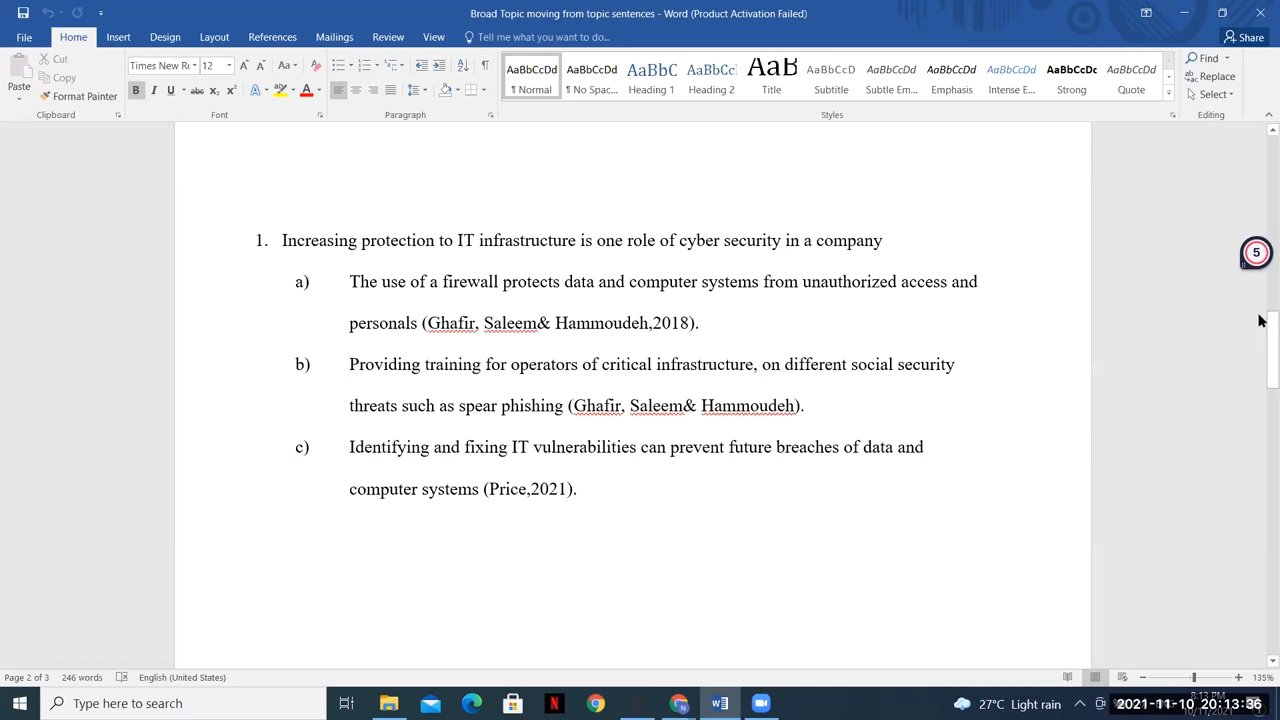 Broad Topic moving from topic sentences - Word (Product Activation Failed)
File Home Insert Design Layout References Mailings Review View Tell me what you want to do... Share
Cut
Copy
Format Painter
Paste
Clipboard
Times New Ro 12
Font
Paragraph
AaBbCcDd AaBbCcDd AaBbC AaBbCc AaB AaBbCcD AaBbCcDd AaBbCcDd AaBbCcDd AaBbCcDc AaBbCcDd
¶ Normal ¶ No Spac... Heading 1 Heading 2 Title Subtitle Subtle Em... Emphasis Intense E... Strong Quote
Styles
Find
Replace
Select
Editing
1. Increasing protection to IT infrastructure is one role of cyber security in a company
a) The use of a firewall protects data and computer systems from unauthorized access and
personals (Ghafir, Saleem& Hammoudeh,2018).
b) Providing training for operators of critical infrastructure, on different social security
threats such as spear phishing (Ghafir, Saleem& Hammoudeh).
c) Identifying and fixing IT vulnerabilities can prevent future breaches of data and
computer systems (Price,2021).
5
Page 2 of 3 246 words English (United States) 135%
Type here to search
27°C Light rain
8:13 PM
2021-11-10 20:13:36